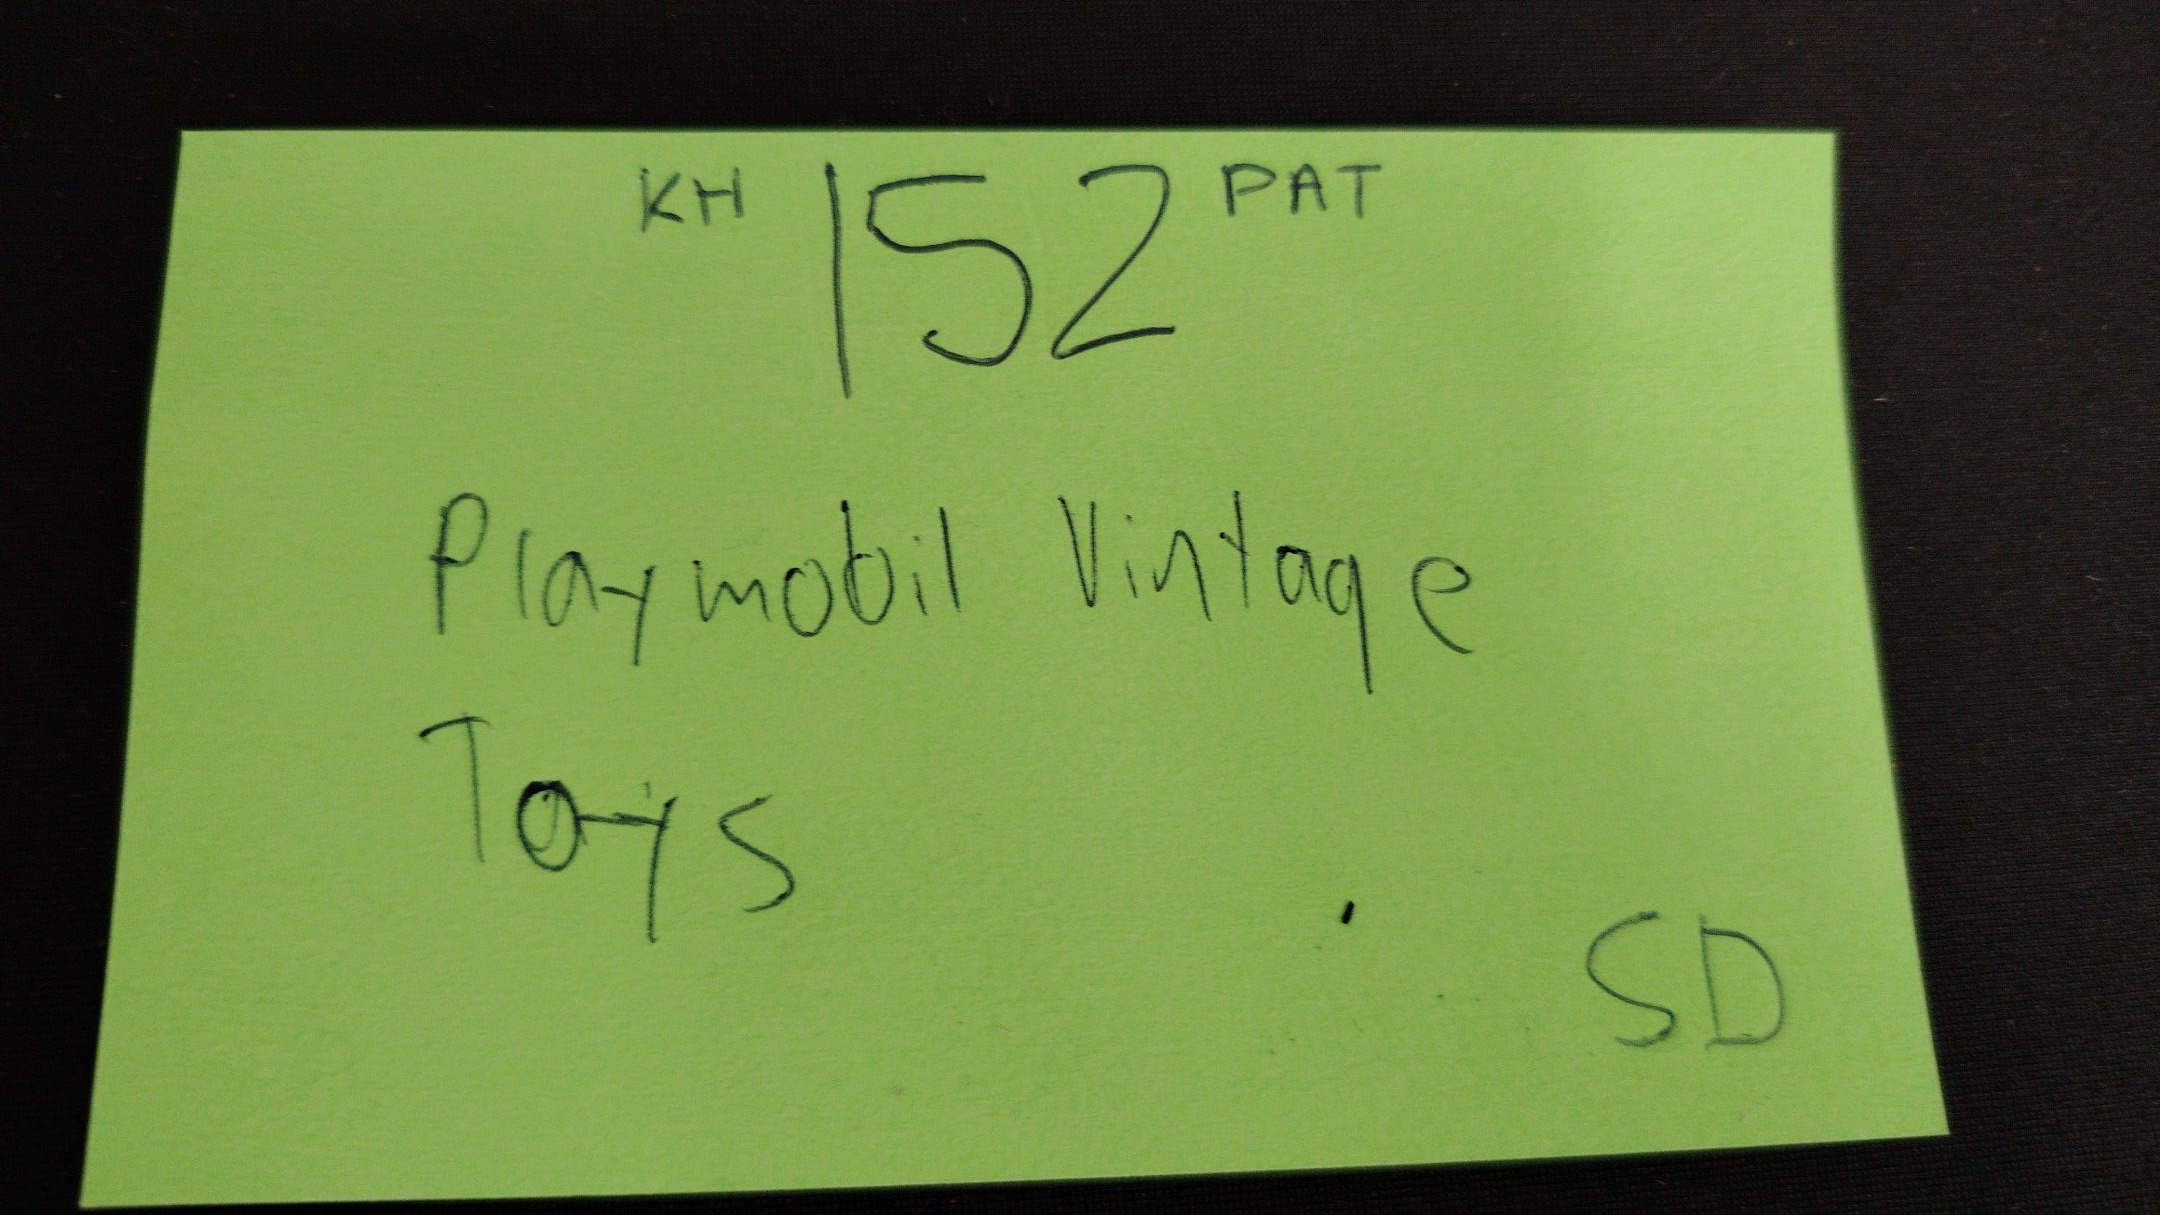 KH 152 PAT
Playmobil Vintage
Toys
SD